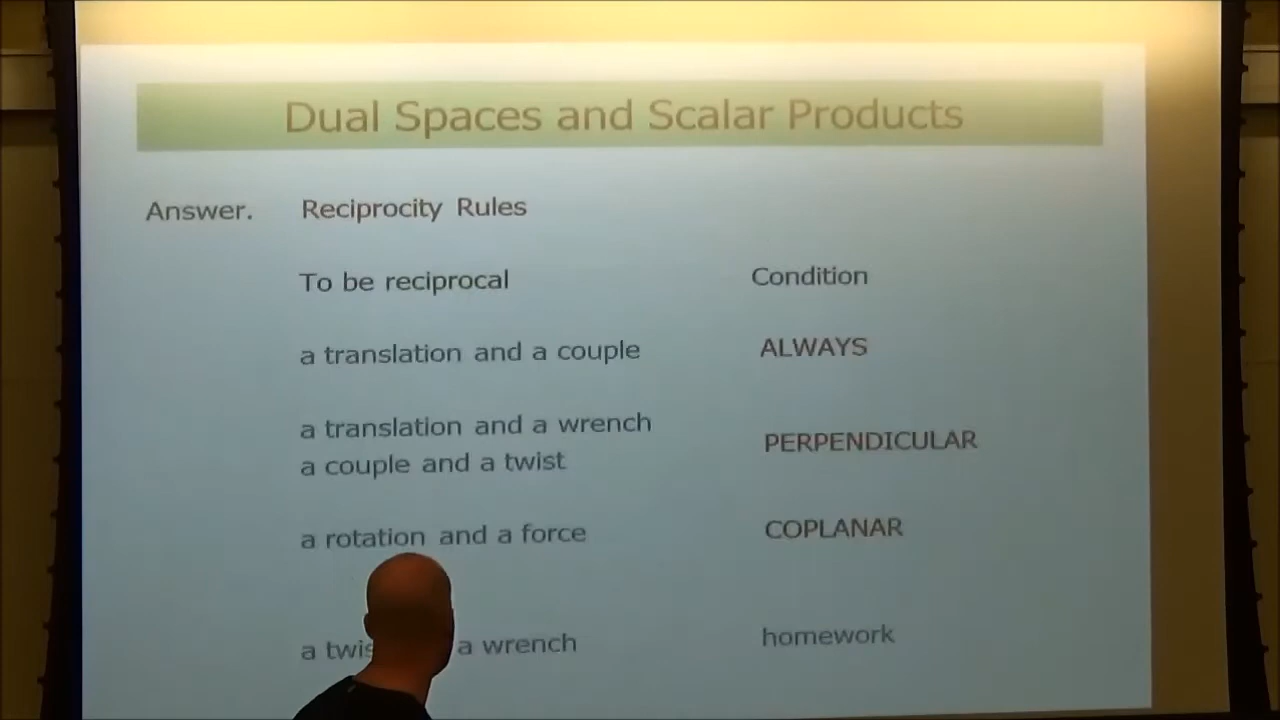 Dual Spaces and Scalar Products
Answer. Reciprocity Rules
To be reciprocal Condition
a translation and a couple ALWAYS
a translation and a wrench
a couple and a twist PERPENDICULAR
a rotation and a force COPLANAR
a a wrench homework